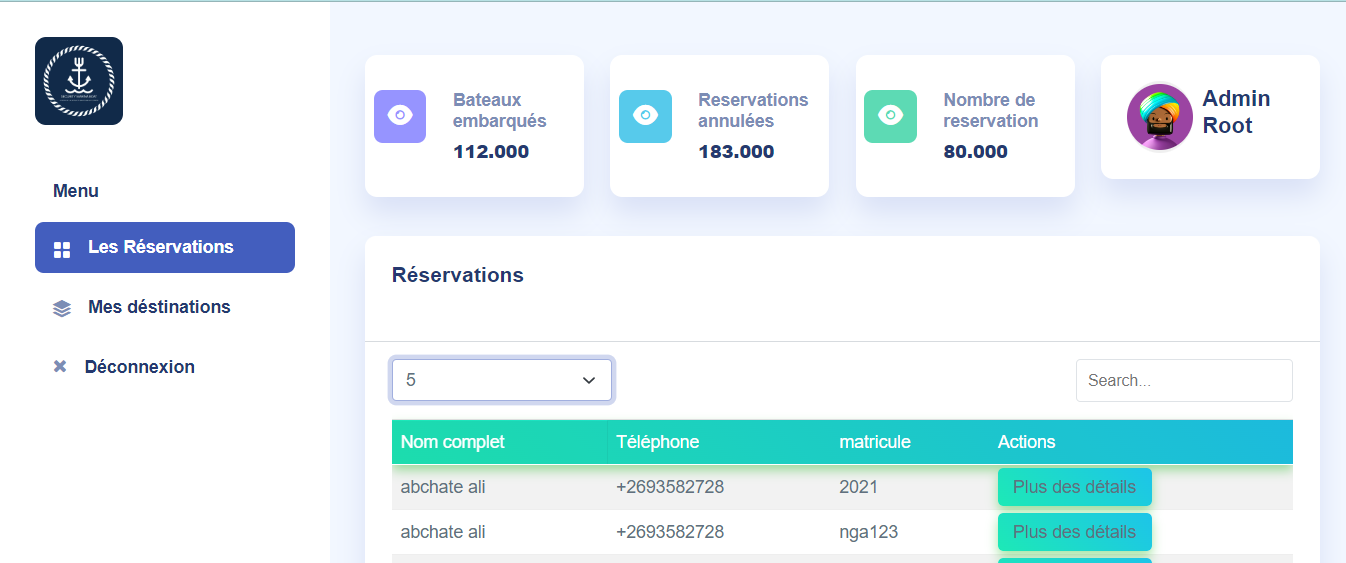 Menu
Les Réservations
Mes déstinations
Déconnexion
Bateaux
embarqués
112.000
Reservations
annulées
183.000
Nombre de
reservation
80.000
Admin
Root
Réservations
5
Search...
Nom complet Téléphone matricule Actions
abchate ali +2693582728 2021 Plus des détails
abchate ali +2693582728 nga123 Plus des détails